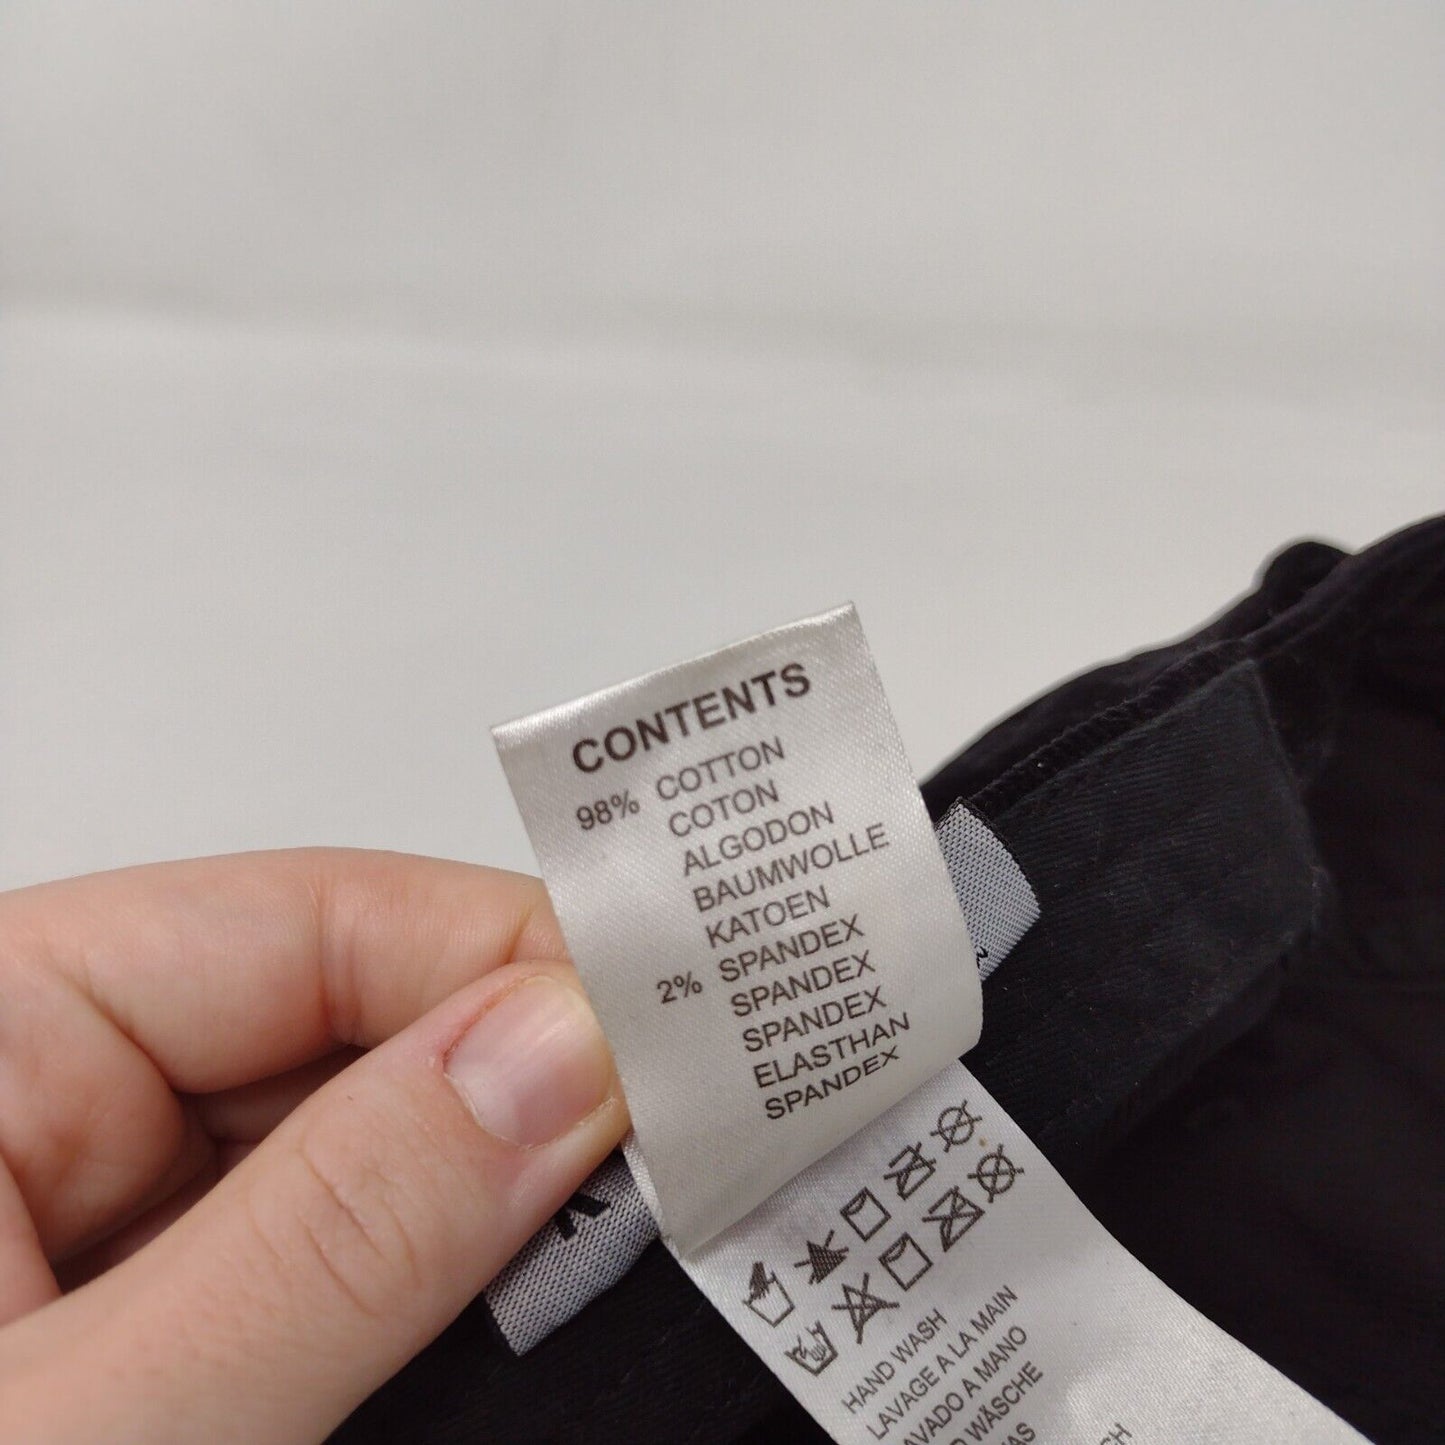 CONTENTS
98% COTTON
COTON
ALGODON
BAUMWOLLE
KATOEN
2% SPANDEX
SPANDEX
SPANDEX
ELASTHAN
SPANDEX
HAND WASH
LAVAGE A LA MAIN
LAVADO A MANO
WÄSCHE